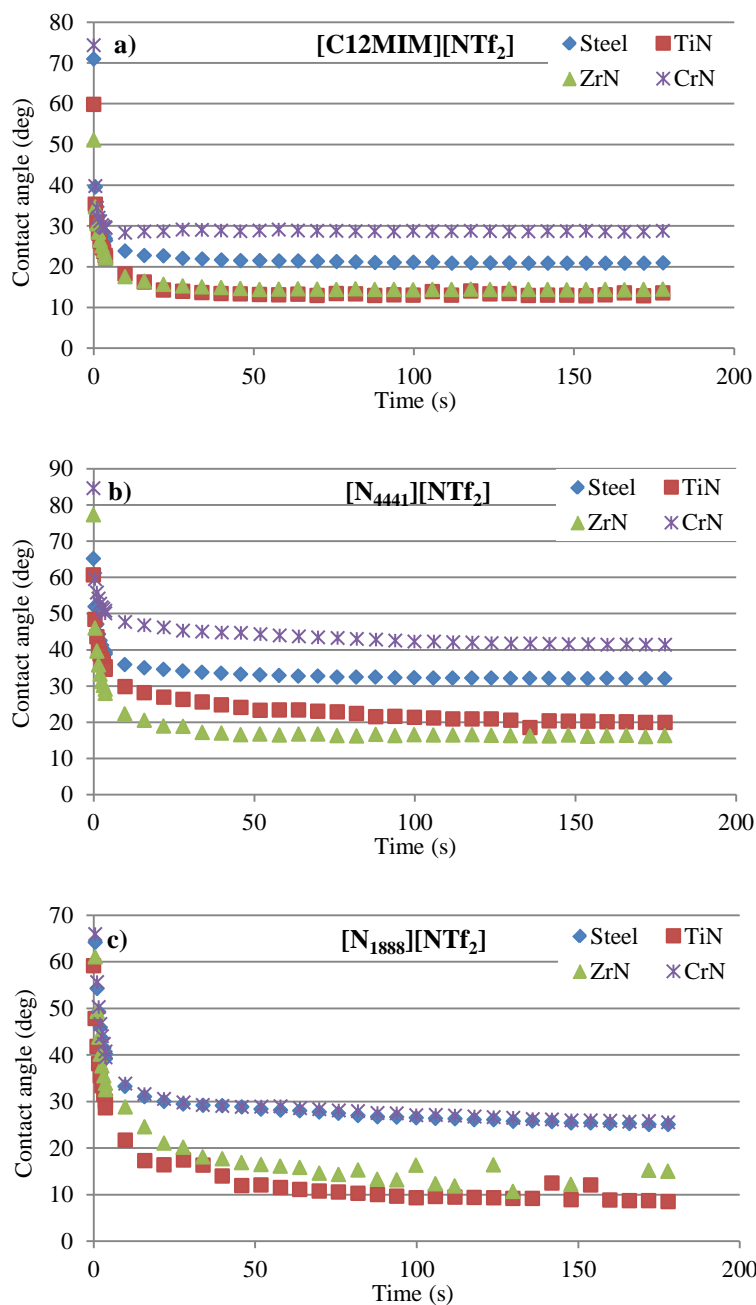 80
a)
[C12MIM][NTf2]
Steel
TiN
70
ZrN
CrN
60
50
40
30
20
10
0
Contact angle (deg)
0
50
100
150
200
Time (s)
90
b)
[N4441][NTf2]
Steel
TiN
80
ZrN
CrN
70
60
50
40
30
20
10
0
Contact angle (deg)
0
50
100
150
200
Time (s)
70
c)
[N1888][NTf2]
Steel
TiN
60
ZrN
CrN
50
40
30
20
10
0
Contact angle (deg)
0
50
100
150
200
Time (s)